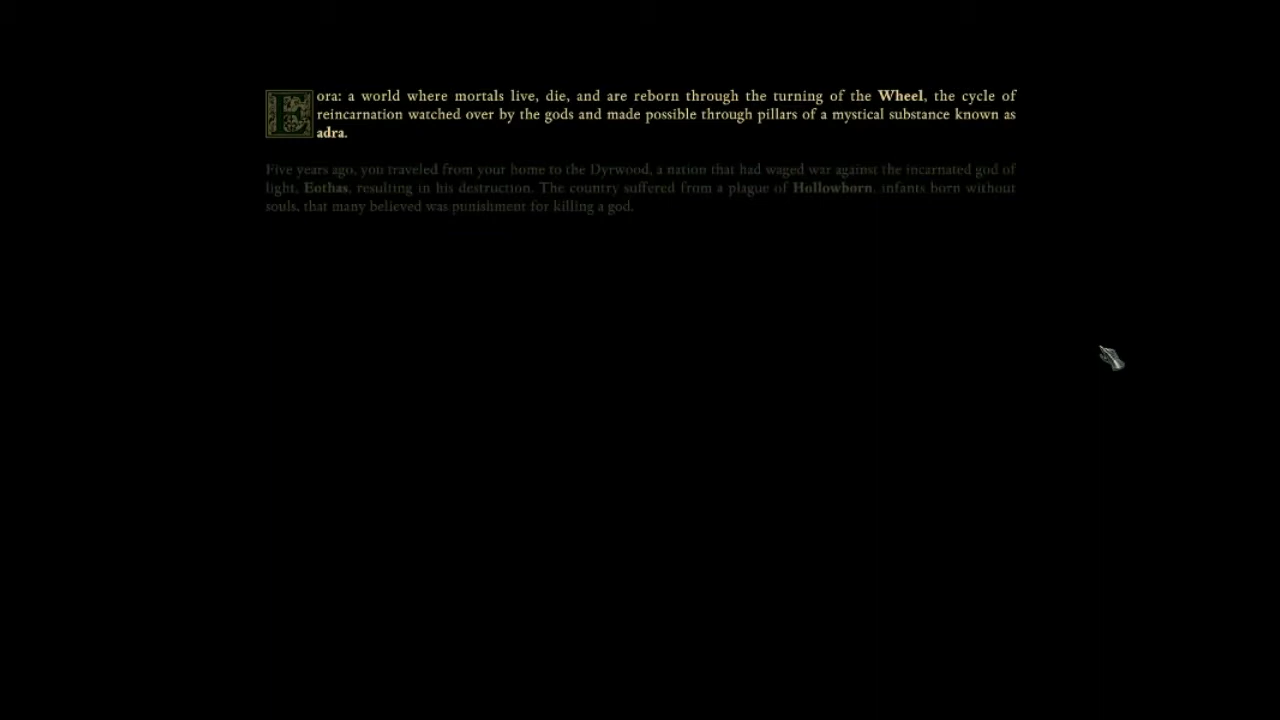 Eora: a world where mortals live, die, and are reborn through the turning of the Wheel, the cycle of
reincarnation watched over by the gods and made possible through pillars of a mystical substance known as
adra.
Five years ago, you traveled from your home to the Dyrwood, a nation that had waged war against the incarnated god of
light, Eothas, resulting in his destruction. The country suffered from a plague of Hollowborn, infants born without
souls, that many believed was punishment for killing a god.